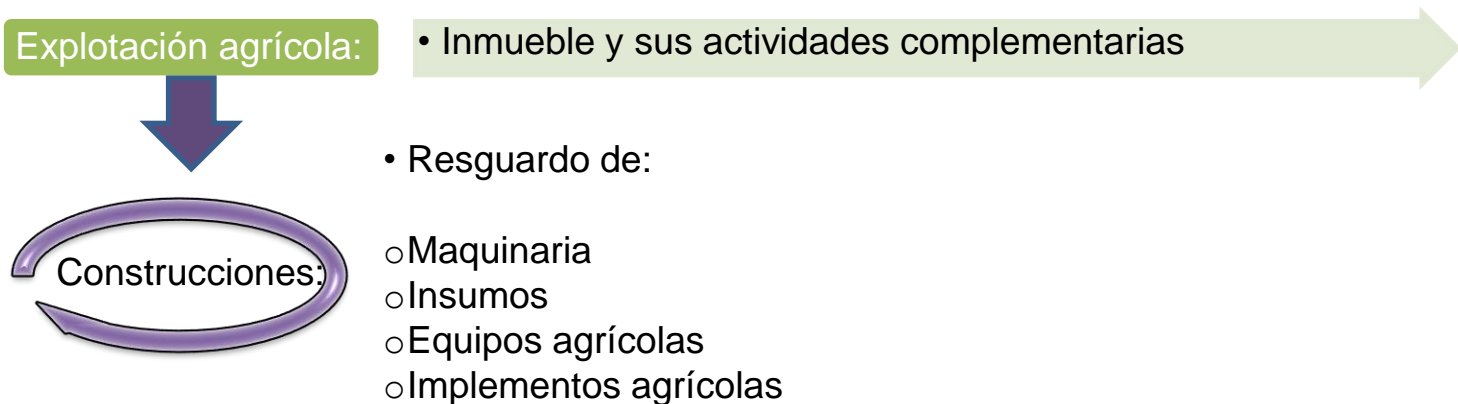 Explotación agrícola:
• Inmueble y sus actividades complementarias
• Resguardo de:
Construcciones:
oMaquinaria
oInsumos
oEquipos agrícolas
oImplementos agrícolas